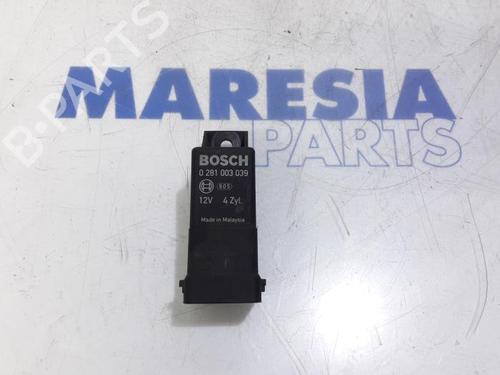 B-PARTS
MARESIA
PARTS
BOSCH
0 281 003 039
12V 4 Zyl.
Made in Malaysia